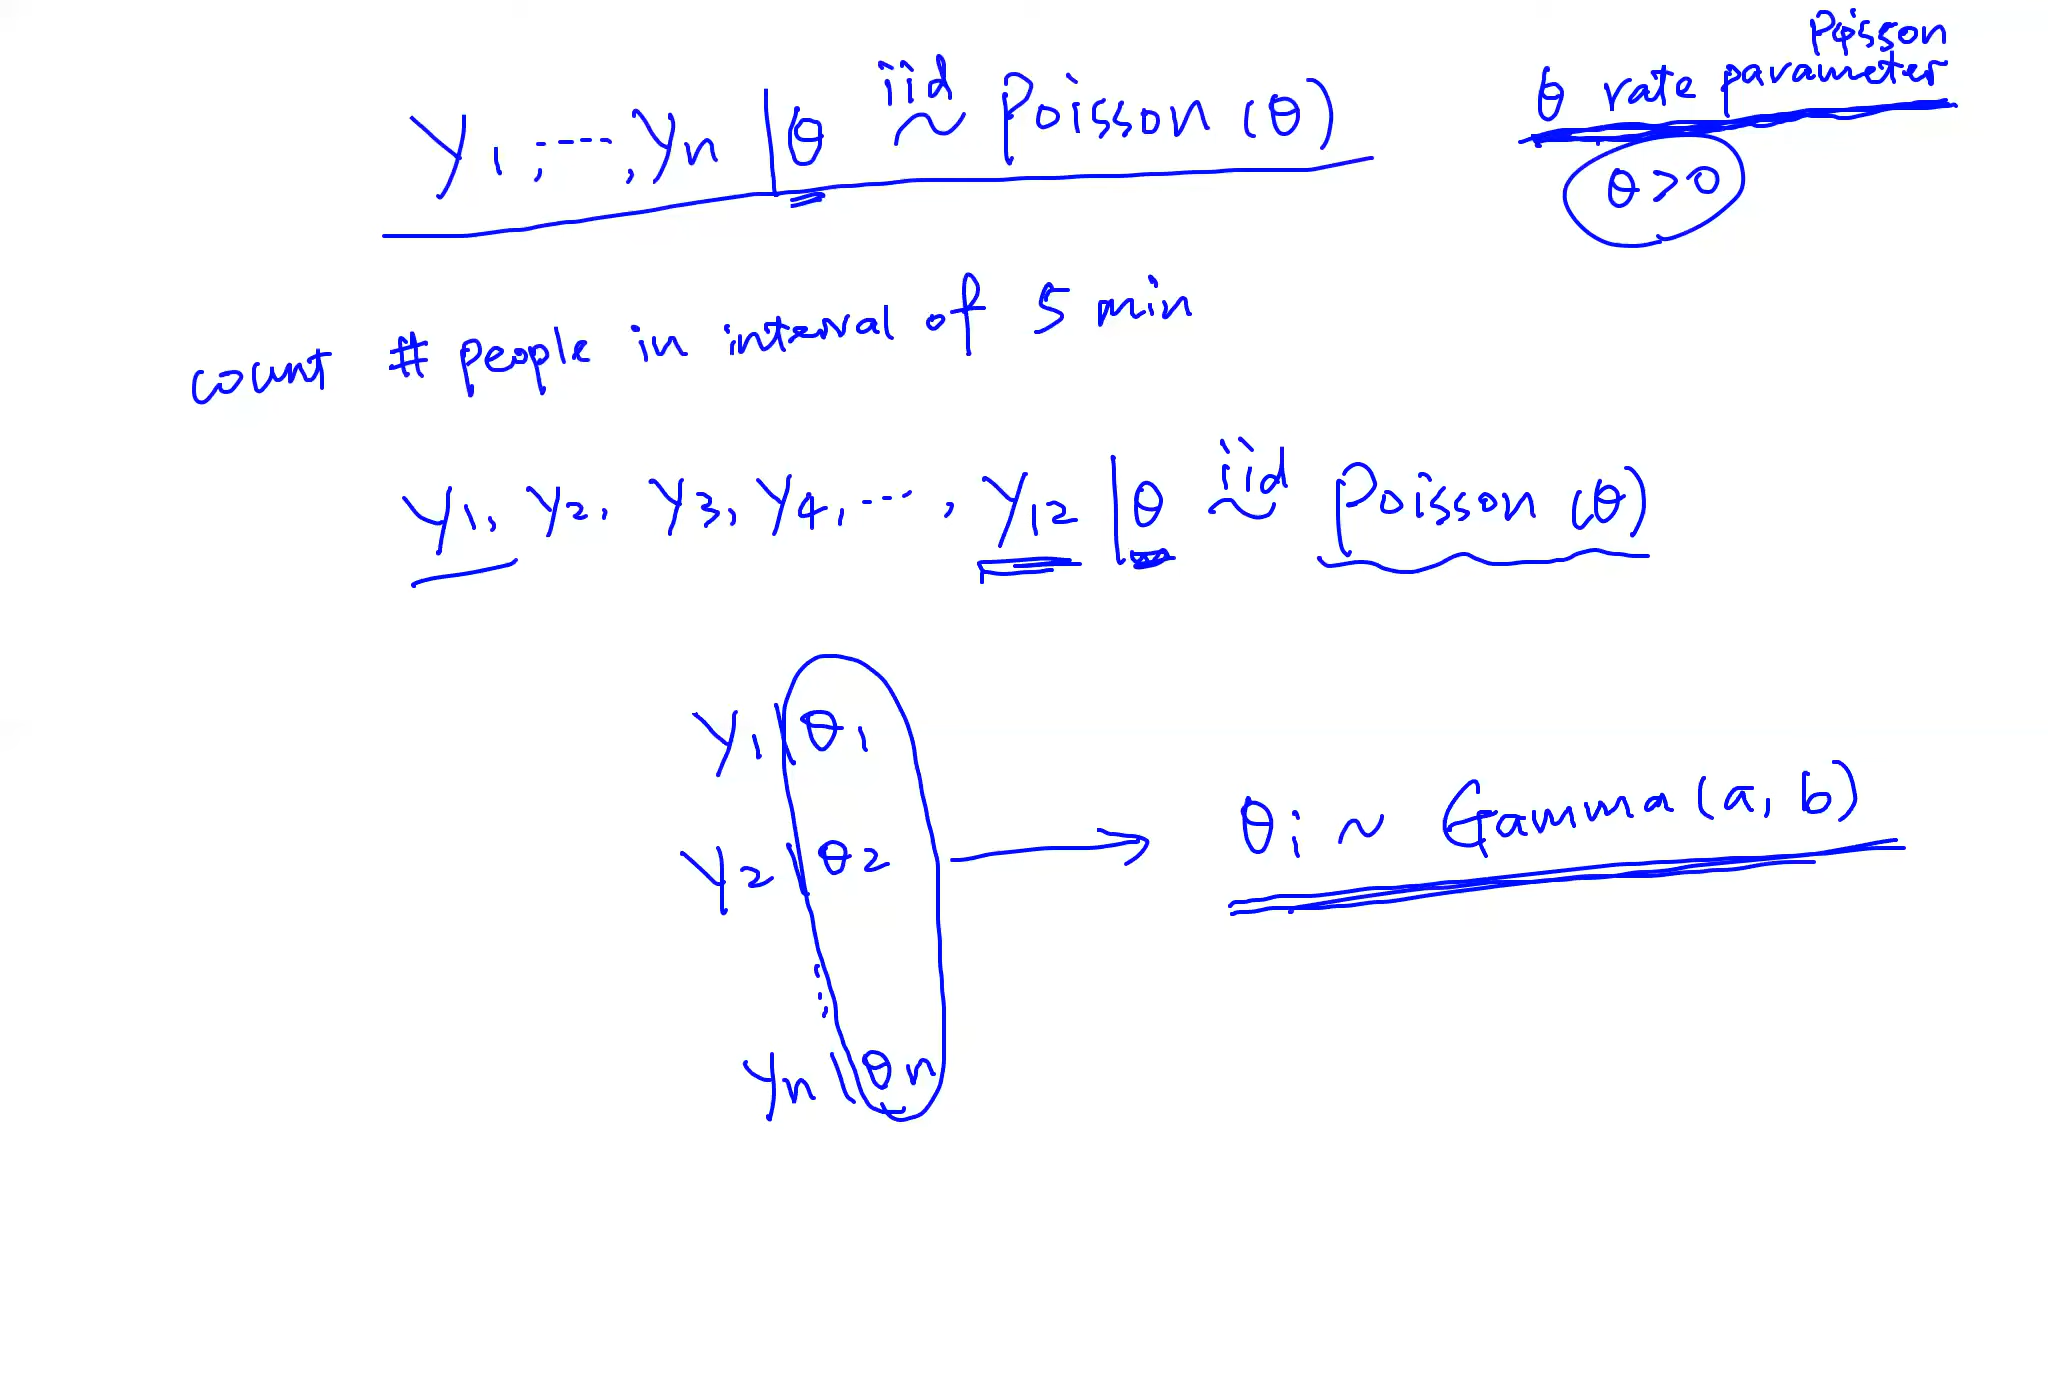 Poisson
θ rate parameter
y₁, ..., yₙ | θ iid ~ Poisson (θ)
θ > 0
count # people in interval of 5 min
y₁, y₂, y₃, y₄, ..., y₁₂ | θ iid ~ Poisson (θ)
y₁ | θ₁
θᵢ ~ Gamma (a, b)
y₂ | θ₂
⋮
yₙ | θₙ